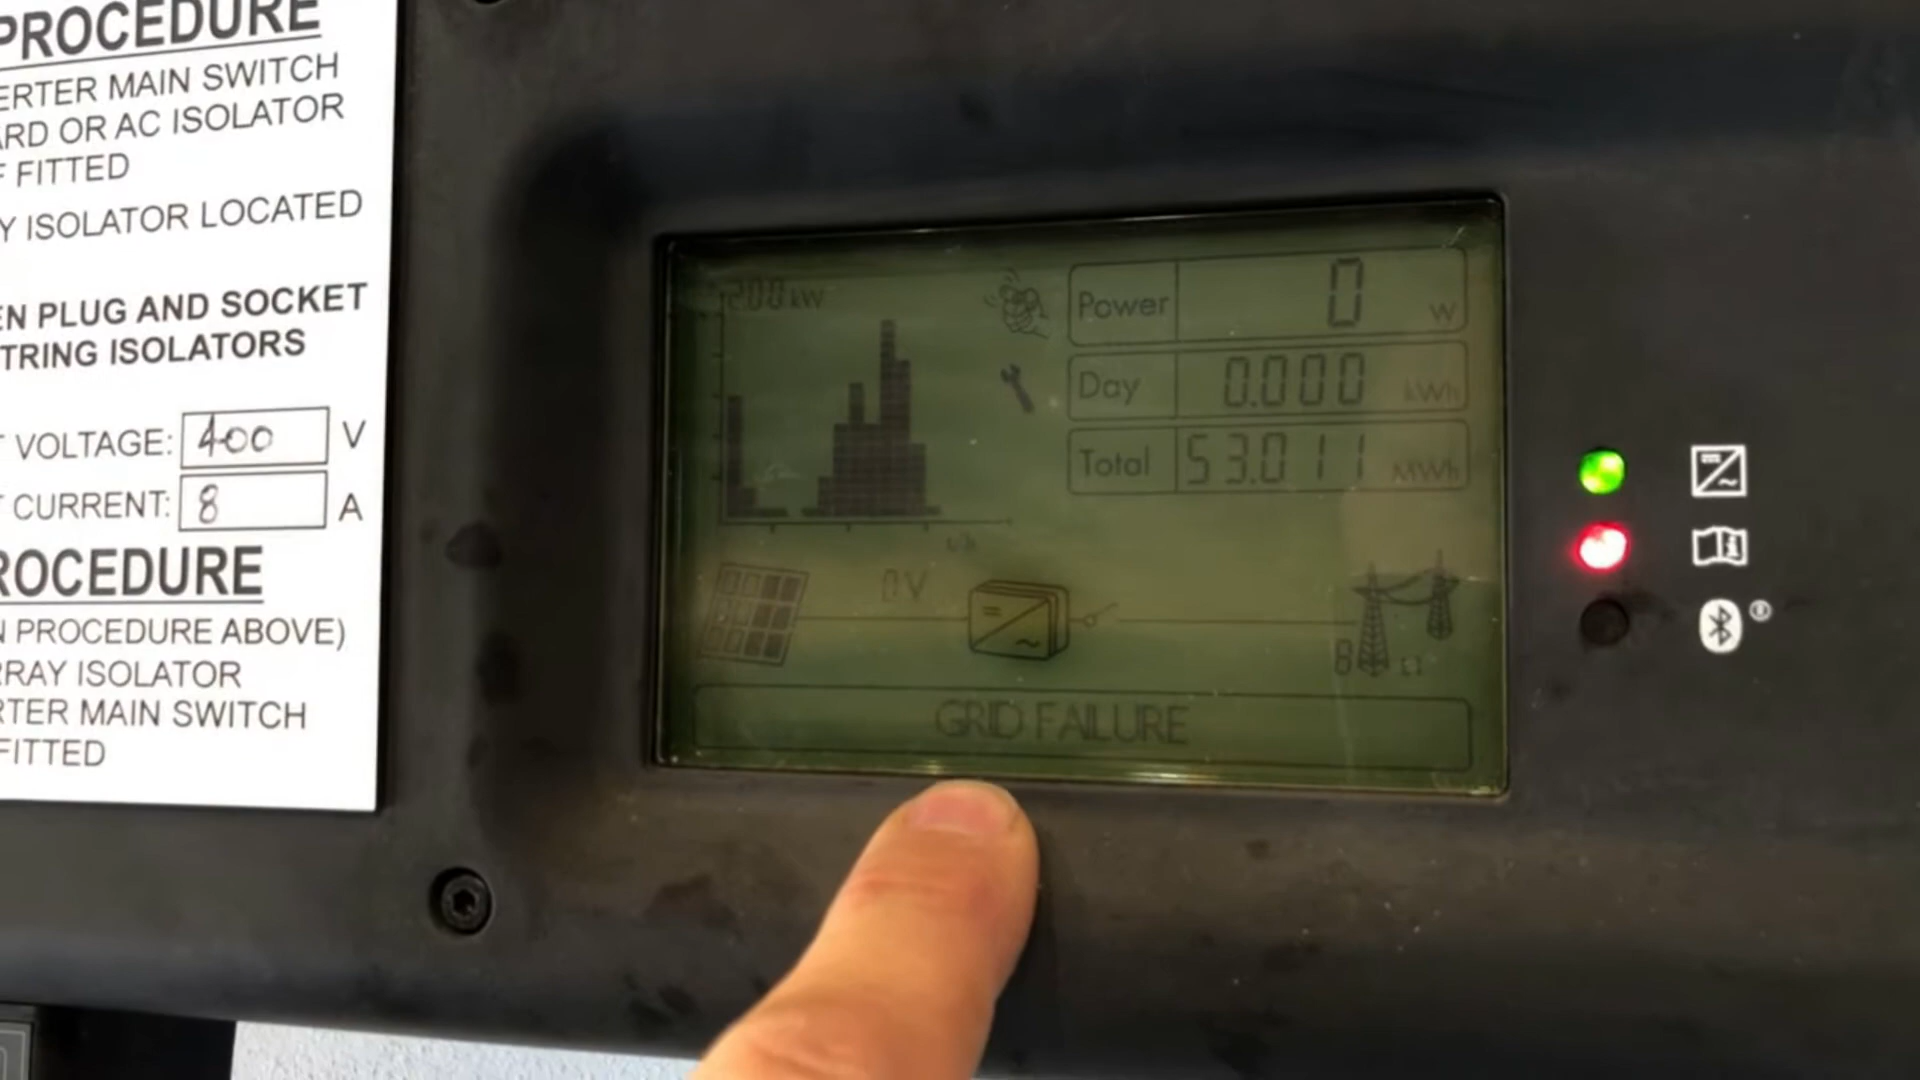 PROCEDURE
ERTER MAIN SWITCH
ARD OR AC ISOLATOR
F FITTED
Y ISOLATOR LOCATED
EN PLUG AND SOCKET
TRING ISOLATORS
T VOLTAGE: 400 V
T CURRENT: 8 A
ROCEDURE
N PROCEDURE ABOVE)
RRAY ISOLATOR
RTER MAIN SWITCH
FITTED
200 kW
Power 0 W
Day 0.000 kWh
Total 53.011 MWh
0 V
8
GRID FAILURE